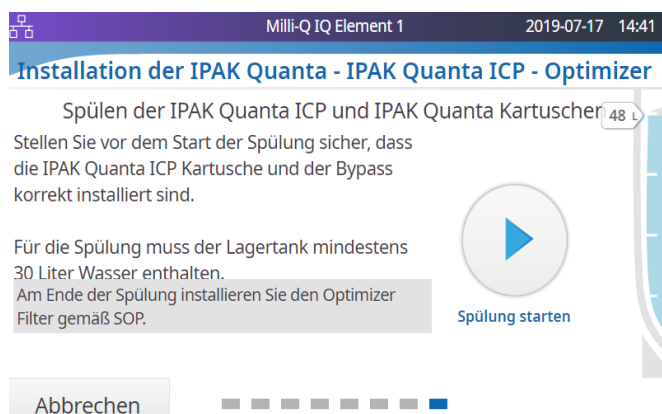 Milli-Q IQ Element 1 2019-07-17 14:41
Installation der IPAK Quanta - IPAK Quanta ICP - Optimizer
Spülen der IPAK Quanta ICP und IPAK Quanta Kartuschen
48 L
Stellen Sie vor dem Start der Spülung sicher, dass
die IPAK Quanta ICP Kartusche und der Bypass
korrekt installiert sind.
Für die Spülung muss der Lagertank mindestens
30 Liter Wasser enthalten.
Am Ende der Spülung installieren Sie den Optimizer
Filter gemäß SOP.
Spülung starten
Abbrechen